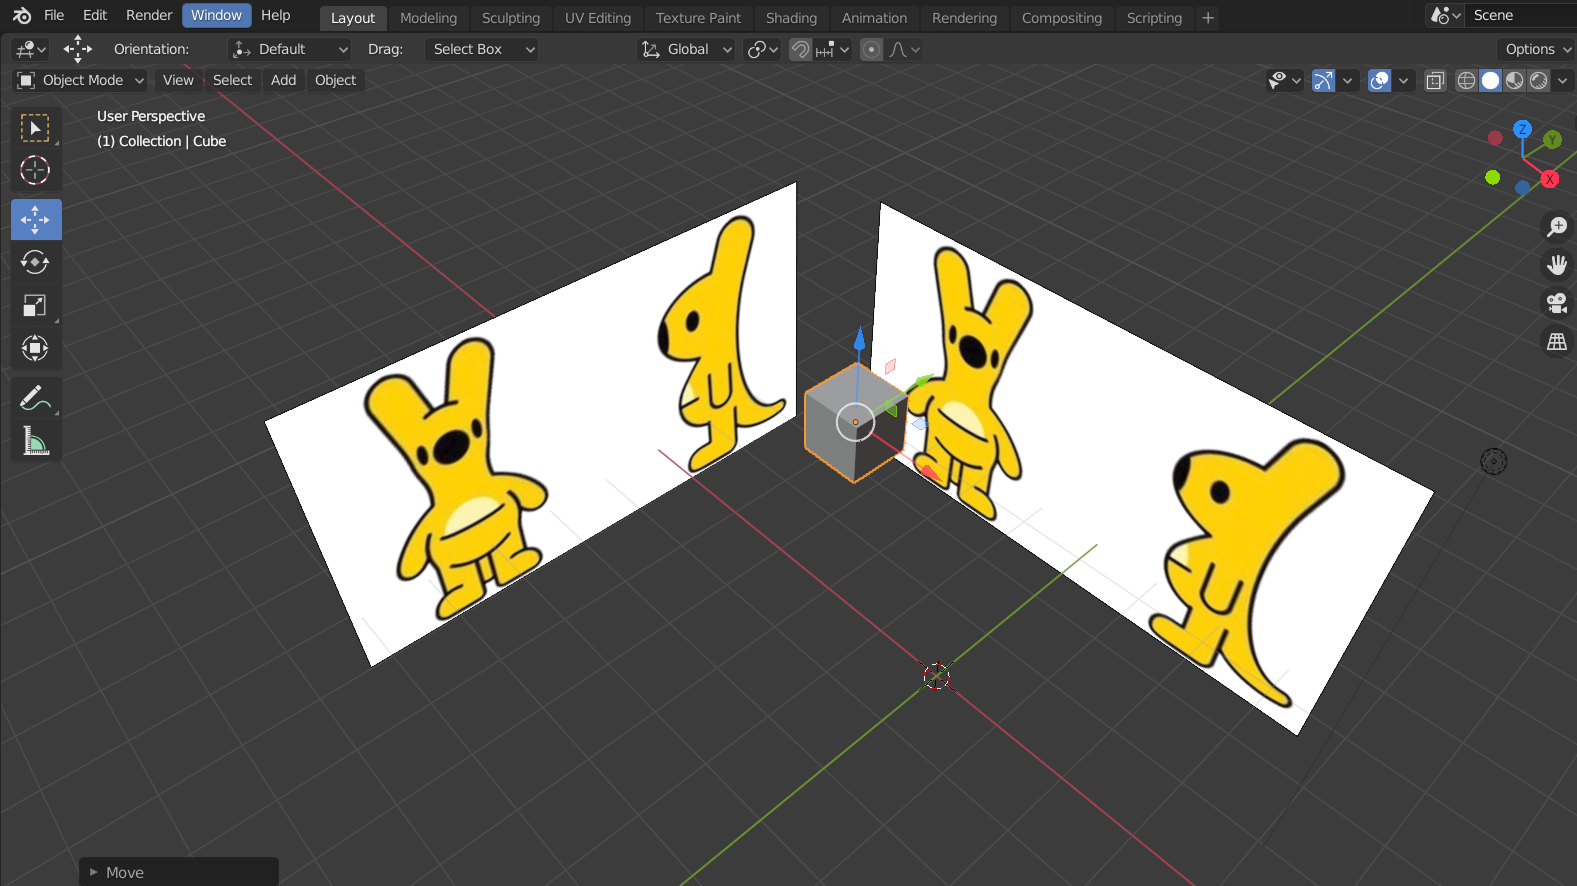 File Edit Render Window Help Layout Modeling Sculpting UV Editing Texture Paint Shading Animation Rendering Compositing Scripting + Scene
Orientation: Default Drag: Select Box Global Options
Object Mode View Select Add Object
User Perspective
(1) Collection | Cube
Z
Y
X
Move